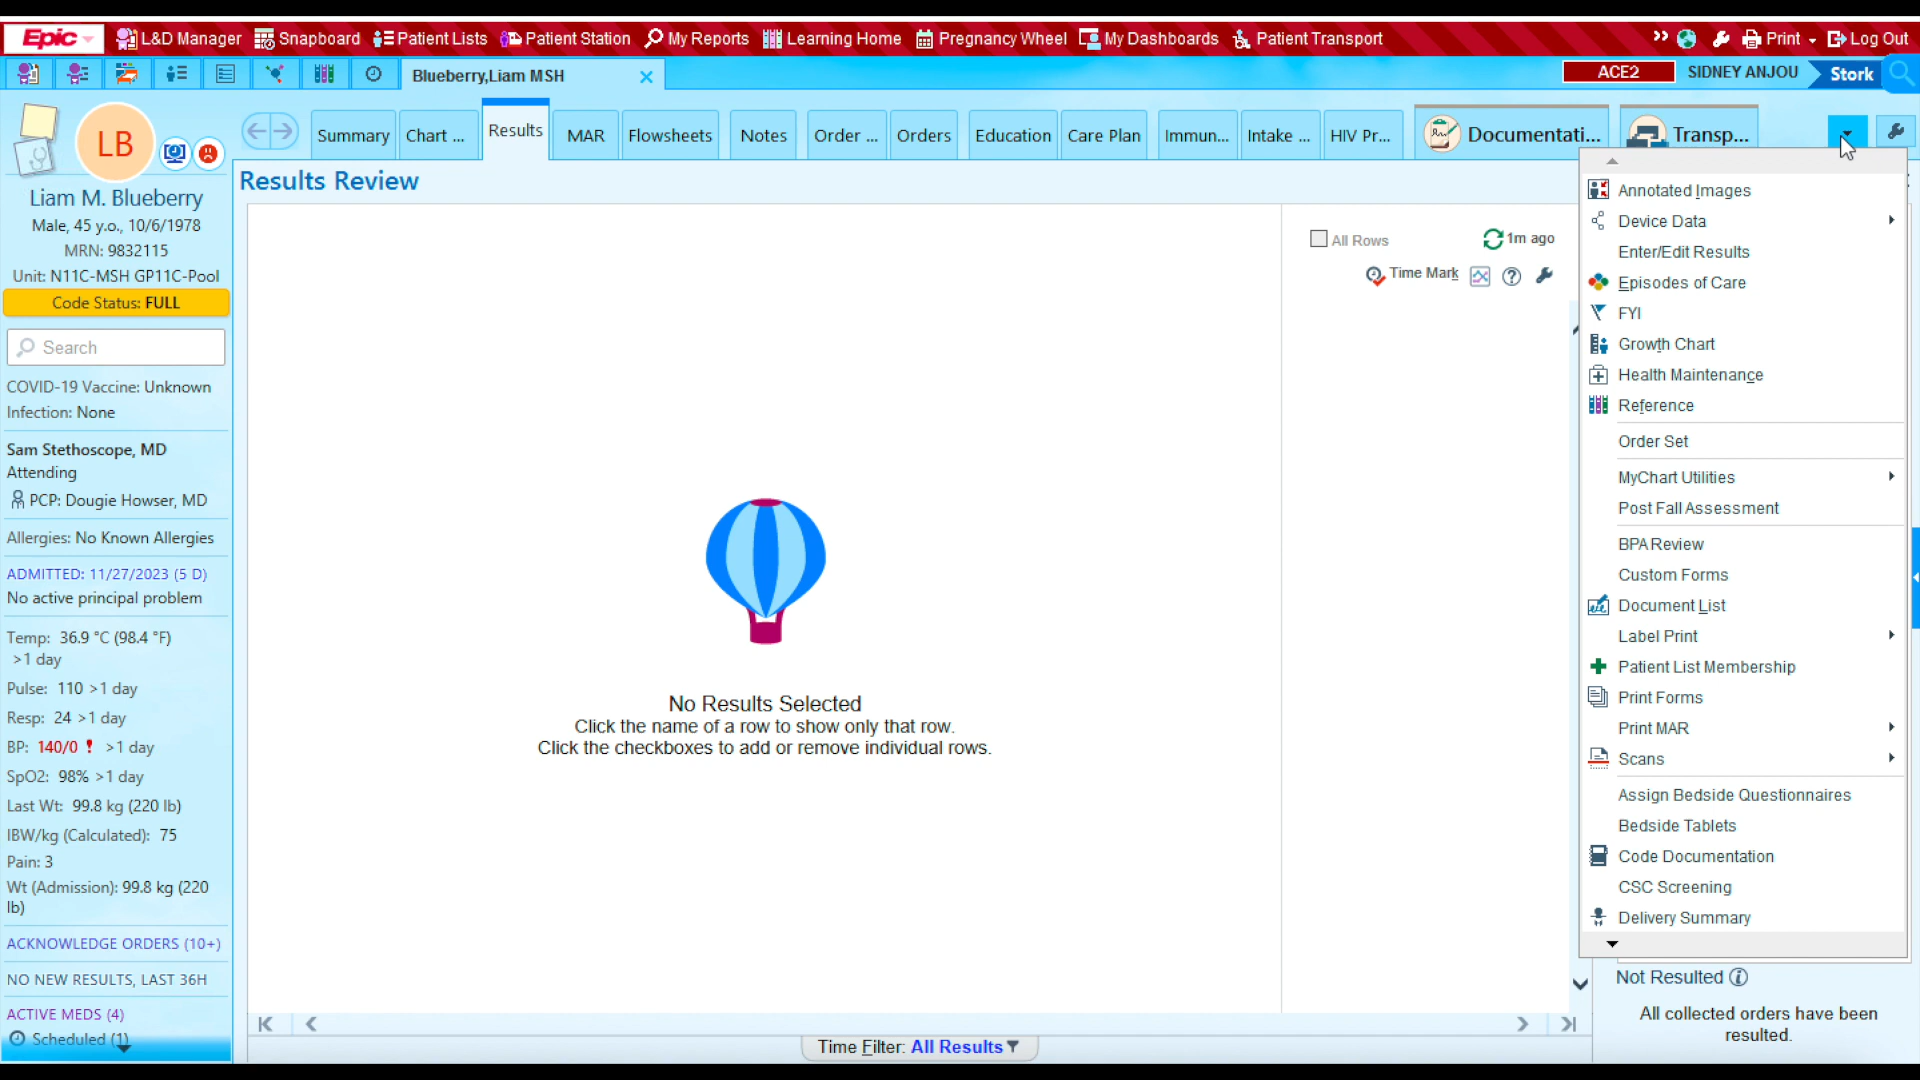 Epic
L&D Manager
Snapboard
Patient Lists
Patient Station
My Reports
Learning Home
Pregnancy Wheel
My Dashboards
Patient Transport
Print
Log Out
Blueberry,Liam MSH
ACE2
SIDNEY ANJOU
Stork
LB
Summary
Chart ...
Results
MAR
Flowsheets
Notes
Order ...
Orders
Education
Care Plan
Immun...
Intake ...
HIV Pr...
Documentati...
Transp...
Liam M. Blueberry
Male, 45 y.o., 10/6/1978
MRN: 9832115
Unit: N11C-MSH GP11C-Pool
Code Status: FULL
Search
COVID-19 Vaccine: Unknown
Infection: None
Sam Stethoscope, MD
Attending
PCP: Dougie Howser, MD
Allergies: No Known Allergies
ADMITTED: 11/27/2023 (5 D)
No active principal problem
Temp: 36.9 °C (98.4 °F)
>1 day
Pulse: 110 >1 day
Resp: 24 >1 day
BP: 140/0 ! >1 day
SpO2: 98% >1 day
Last Wt: 99.8 kg (220 lb)
IBW/kg (Calculated): 75
Pain: 3
Wt (Admission): 99.8 kg (220
lb)
ACKNOWLEDGE ORDERS (10+)
NO NEW RESULTS, LAST 36H
ACTIVE MEDS (4)
Scheduled (1)
Results Review
All Rows
1m ago
Time Mark
No Results Selected
Click the name of a row to show only that row.
Click the checkboxes to add or remove individual rows.
Time Filter: All Results
Annotated Images
Device Data
Enter/Edit Results
Episodes of Care
FYI
Growth Chart
Health Maintenance
Reference
Order Set
MyChart Utilities
Post Fall Assessment
BPA Review
Custom Forms
Document List
Label Print
Patient List Membership
Print Forms
Print MAR
Scans
Assign Bedside Questionnaires
Bedside Tablets
Code Documentation
CSC Screening
Delivery Summary
Not Resulted
All collected orders have been
resulted.